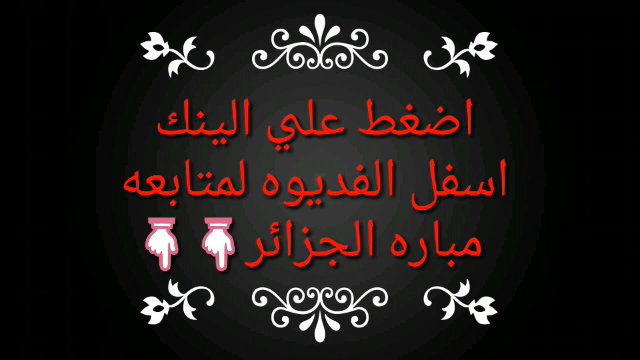 اضغط علي الينك
اسفل الفديوه لمتابعه
مباره الجزائر👇👇